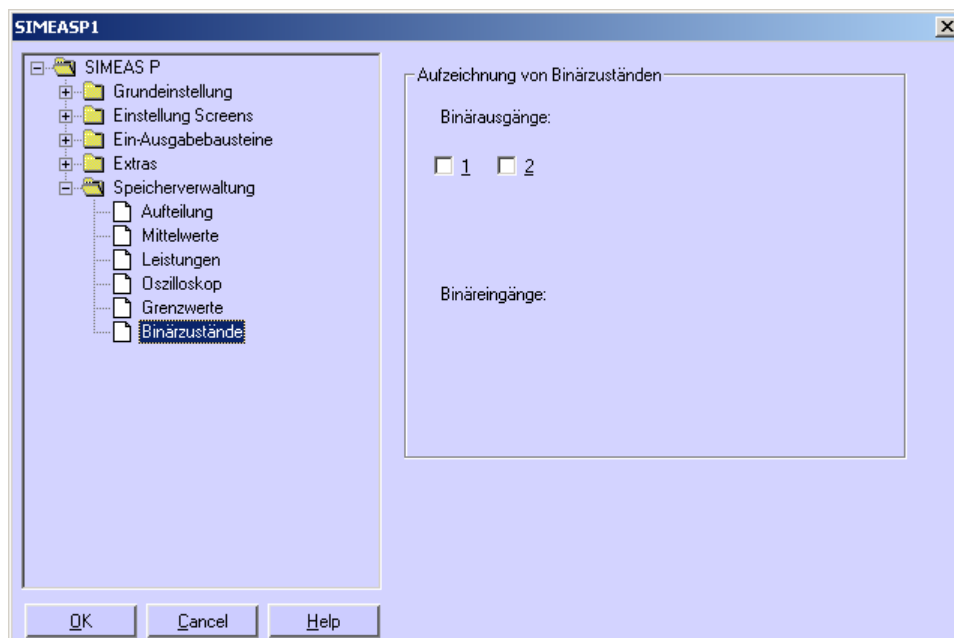 SIMEASP1
SIMEAS P
Grundeinstellung
Einstellung Screens
Ein-Ausgabebausteine
Extras
Speicherverwaltung
Aufteilung
Mittelwerte
Leistungen
Oszilloskop
Grenzwerte
Binärzustände
Aufzeichnung von Binärzuständen
Binärausgänge:
1 2
Binäreingänge:
OK Cancel Help